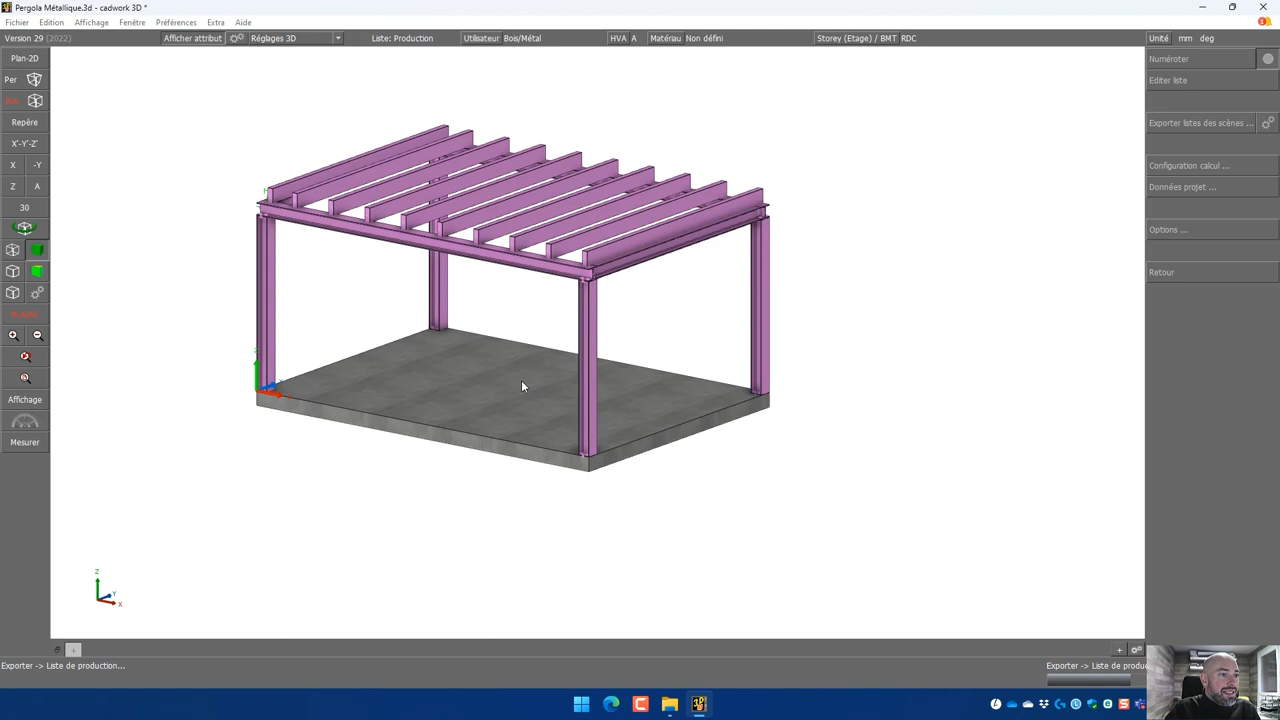 Pergola Métallique.3d - cadwork 3D *
Fichier Edition Affichage Fenêtre Préférences Extra Aide
Version 29 (2022) Afficher attribut Réglages 3D Liste: Production Utilisateur Bois/Métal HVA A Matériau Non défini Storey (Etage) / BMT RDC Unité mm deg
Plan-2D
Per
Axo
Repère
X'-Y'-Z'
X -Y
Z A
30
Affichage
Mesurer
Numéroter
Editer liste
Exporter listes des scènes ...
Configuration calcul ...
Données projet ...
Options ...
Retour
Z
Y
X
Exporter -> Liste de production...
Exporter -> Liste de produc